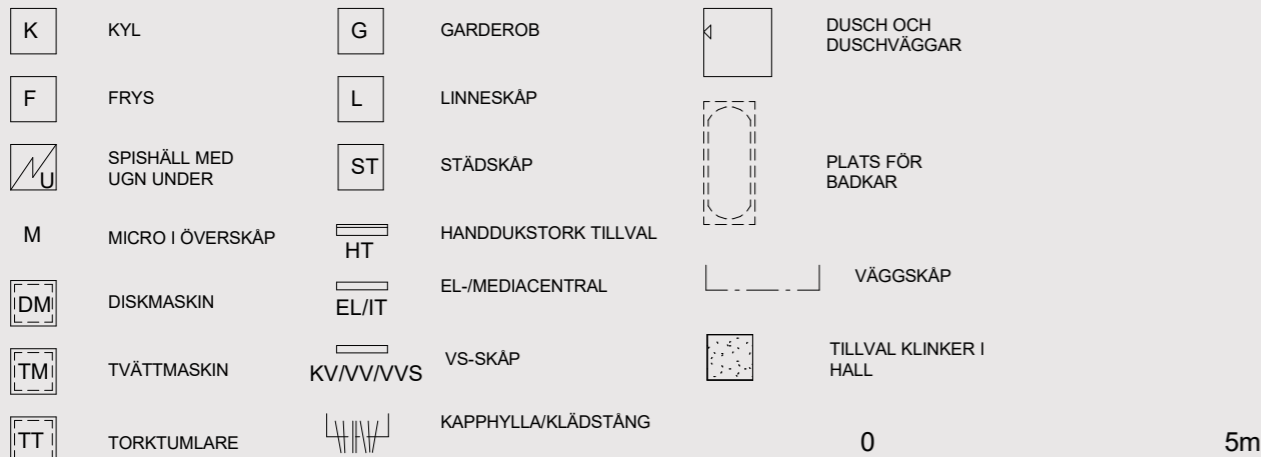 K KYL
F FRYS
U SPISHÄLL MED
UGN UNDER
M MICRO I ÖVERSKÅP
DM DISKMASKIN
TM TVÄTTMASKIN
TT TORKTUMLARE
G GARDEROB
L LINNESKÅP
ST STÄDSKÅP
HT HANDDUKSTORK TILLVAL
EL/IT EL-/MEDIACENTRAL
KV/VV/VVS VS-SKÅP
KAPPHYLLA/KLÄDSTÅNG
DUSCH OCH
DUSCHVÄGGAR
PLATS FÖR
BADKAR
VÄGGSKÅP
TILLVAL KLINKER I
HALL
0 5m